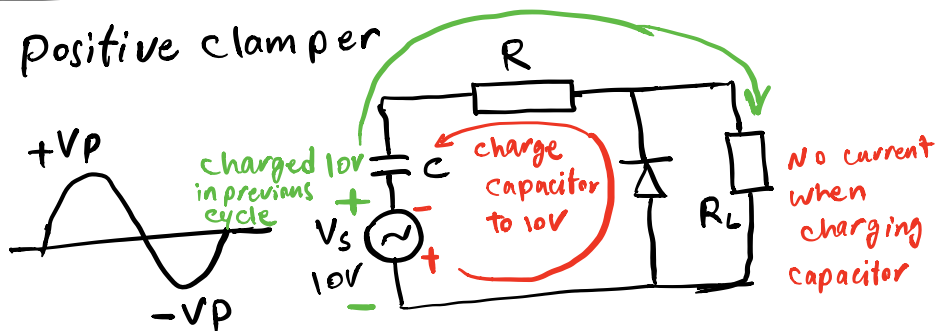 Positive clamper
+Vp
-Vp
charged 10v
in previous
cycle
+
-
Vs
10V
+
-
C
R
charge
capacitor
to 10V
RL
No current
when
charging
capacitor